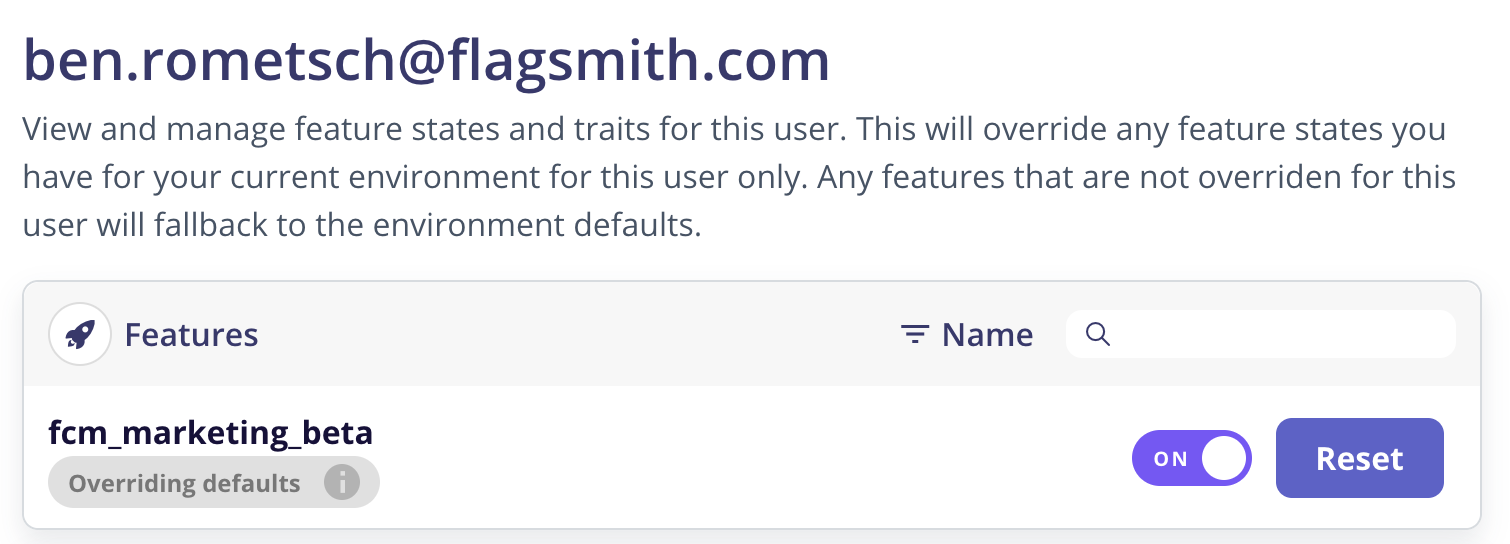 ben.rometsch@flagsmith.com
View and manage feature states and traits for this user. This will override any feature states you
have for your current environment for this user only. Any features that are not overriden for this
user will fallback to the environment defaults.
Features
Name
fcm_marketing_beta
Overriding defaults
ON
Reset